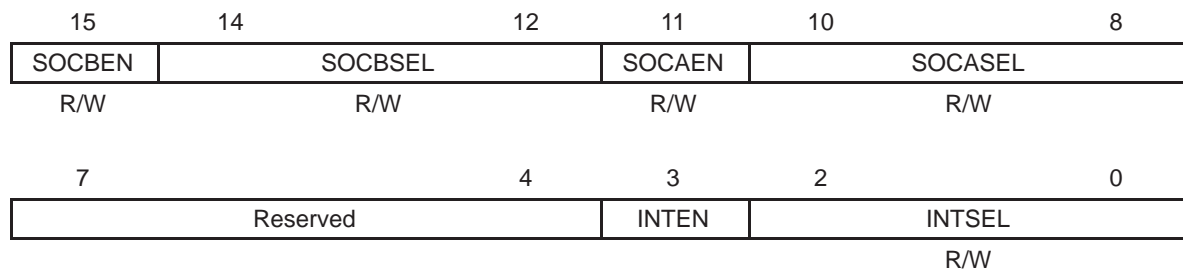 15 14 12 11 10 8
SOCBEN SOCBSEL SOCAEN SOCASEL
R/W R/W R/W R/W
7 4 3 2 0
Reserved INTEN INTSEL
R/W